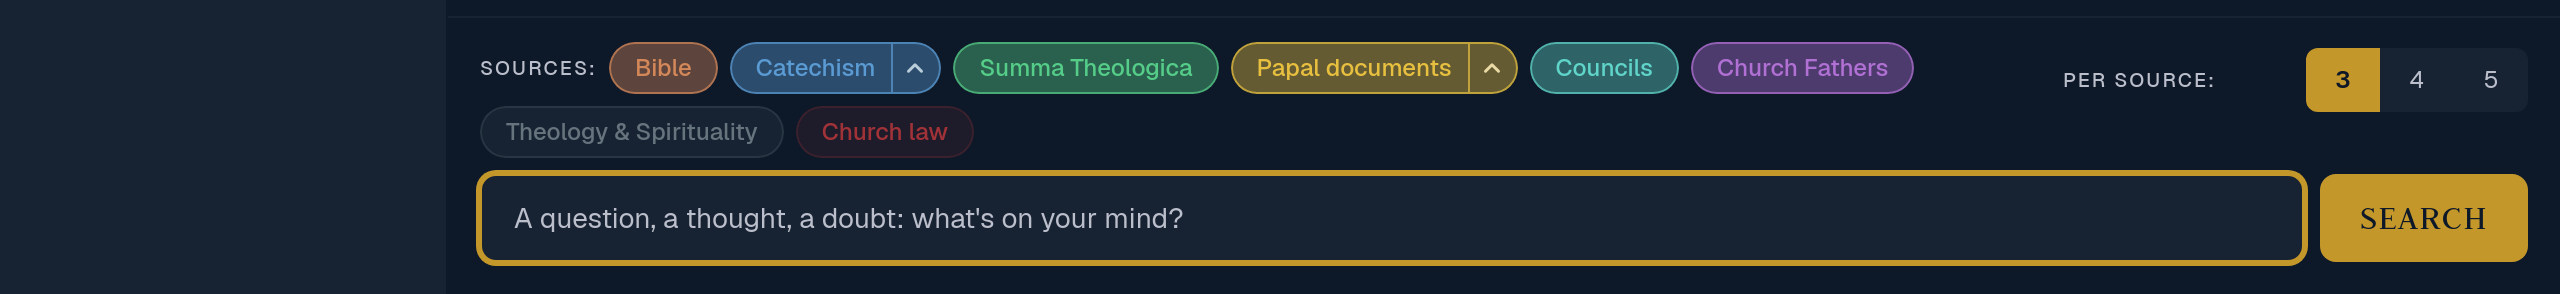 SOURCES: Bible Catechism Summa Theologica Papal documents Councils Church Fathers PER SOURCE: 3 4 5
Theology & Spirituality Church law
A question, a thought, a doubt: what's on your mind? SEARCH